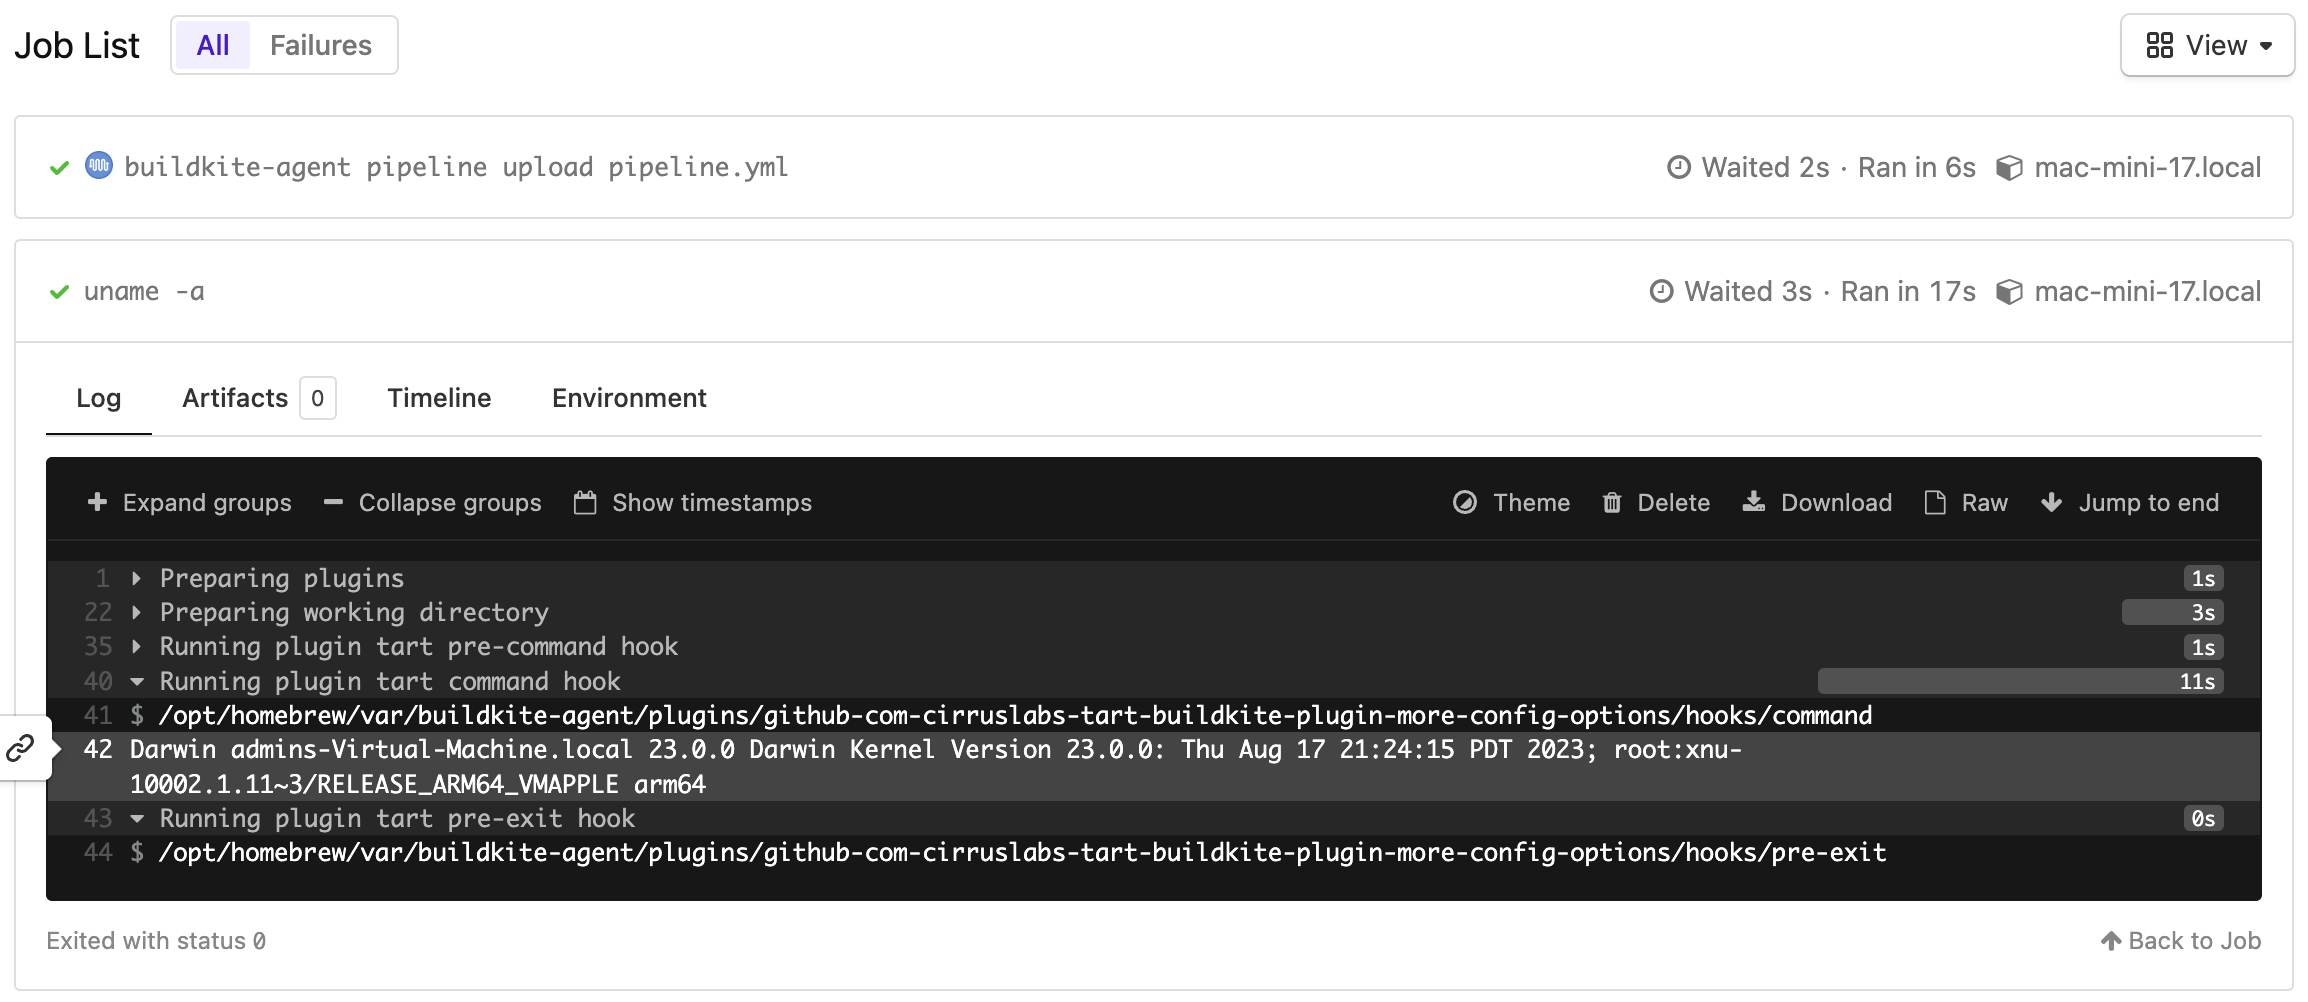 Job List All Failures View
buildkite-agent pipeline upload pipeline.yml Waited 2s · Ran in 6s mac-mini-17.local
uname -a Waited 3s · Ran in 17s mac-mini-17.local
Log Artifacts 0 Timeline Environment
Expand groups Collapse groups Show timestamps Theme Delete Download Raw Jump to end
1 Preparing plugins 1s
22 Preparing working directory 3s
35 Running plugin tart pre-command hook 1s
40 Running plugin tart command hook 11s
41 $ /opt/homebrew/var/buildkite-agent/plugins/github-com-cirruslabs-tart-buildkite-plugin-more-config-options/hooks/command
42 Darwin admins-Virtual-Machine.local 23.0.0 Darwin Kernel Version 23.0.0: Thu Aug 17 21:24:15 PDT 2023; root:xnu-
10002.1.11~3/RELEASE_ARM64_VMAPPLE arm64
43 Running plugin tart pre-exit hook 0s
44 $ /opt/homebrew/var/buildkite-agent/plugins/github-com-cirruslabs-tart-buildkite-plugin-more-config-options/hooks/pre-exit
Exited with status 0 Back to Job